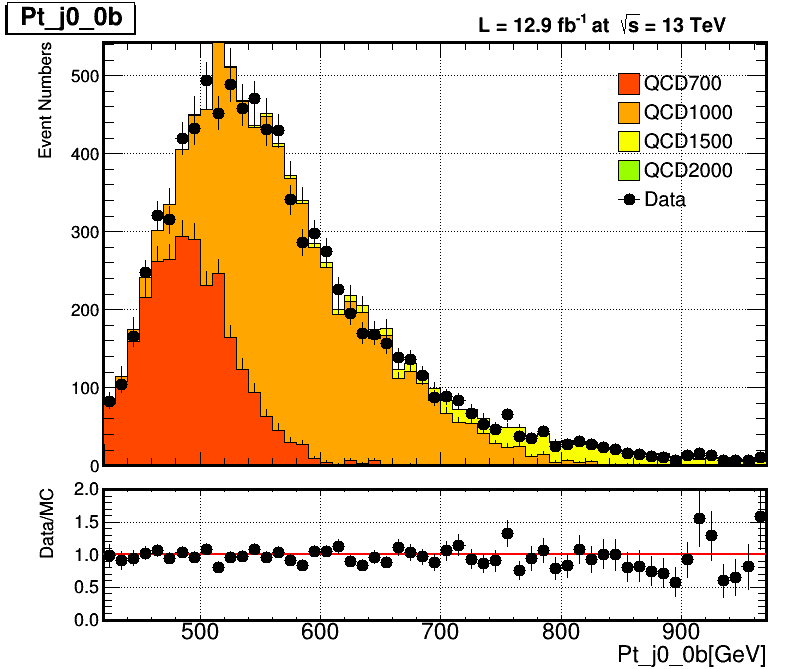 Pt_j0_0b
L = 12.9 fb⁻¹ at √s = 13 TeV
Event Numbers
500
400
300
200
100
0
QCD700
QCD1000
QCD1500
QCD2000
Data
Data/MC
2.0
1.5
1.0
0.5
0.0
500 600 700 800 900
Pt_j0_0b[GeV]